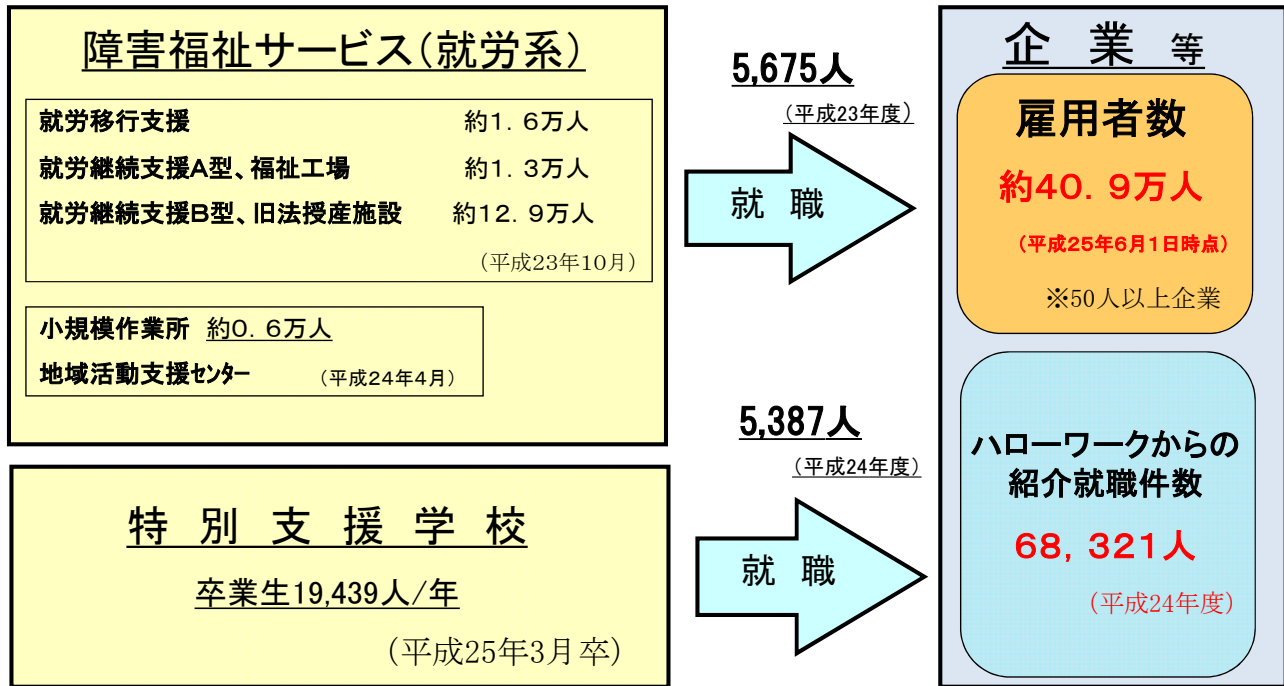 障害福祉サービス(就労系)
就労移行支援 約1.6万人
就労継続支援A型、福祉工場 約1.3万人
就労継続支援B型、旧法授産施設 約12.9万人
(平成23年10月)
小規模作業所 約0.6万人
地域活動支援センター (平成24年4月)
特別支援学校
卒業生19,439人/年
(平成25年3月卒)
5,675人
(平成23年度)
就職
5,387人
(平成24年度)
就職
企業等
雇用者数
約40.9万人
(平成25年6月1日時点)
※50人以上企業
ハローワークからの
紹介就職件数
68,321人
(平成24年度)